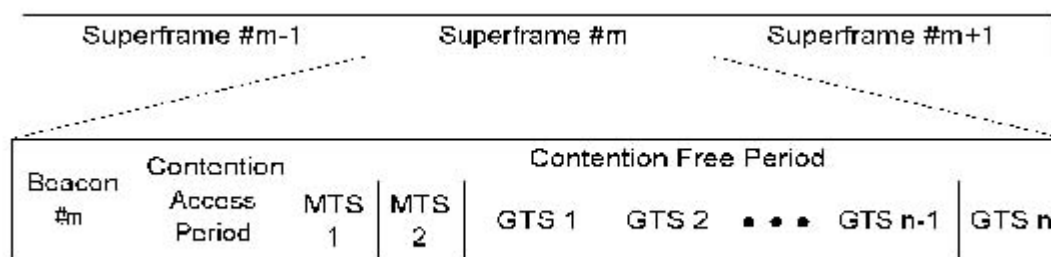 Superframe #m-1 Superframe #m Superframe #m+1
Contention Free Period
Beacon #m
Contention Access Period
MTS 1
MTS 2
GTS 1 GTS 2 • • • GTS n-1 GTS n